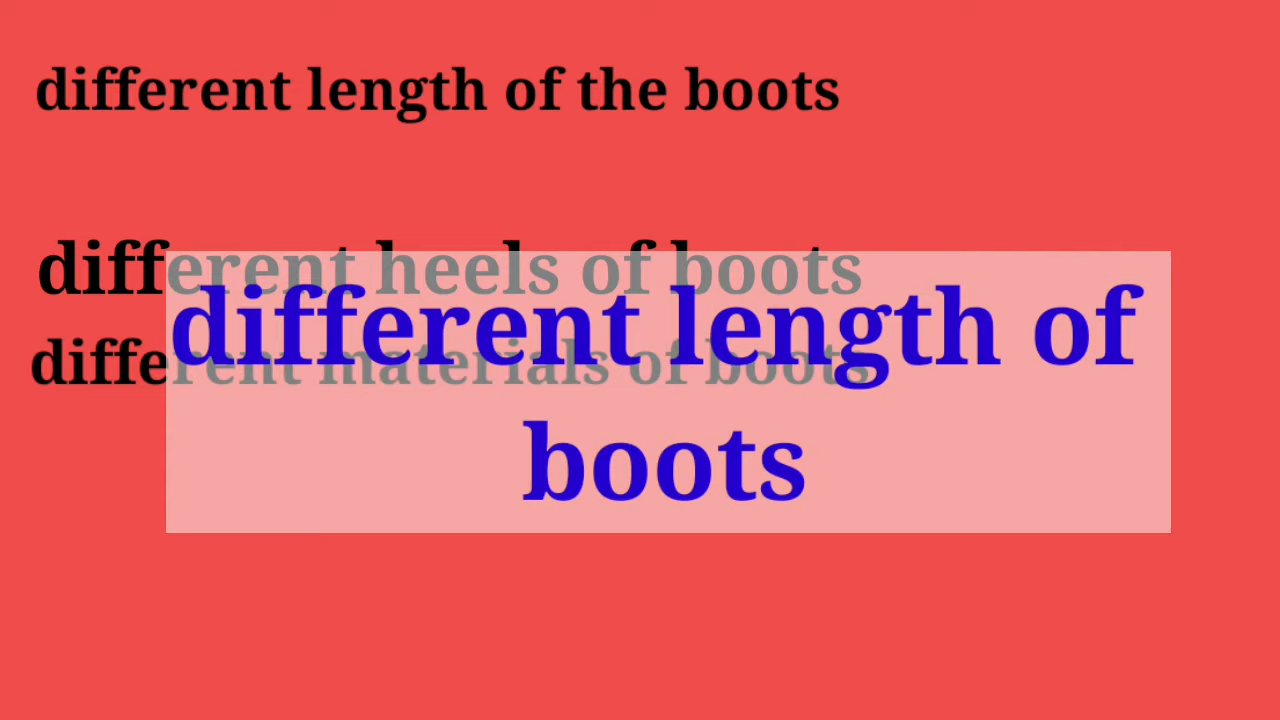 different length of the boots
different heels of boots
different length of
different materials of boots
boots